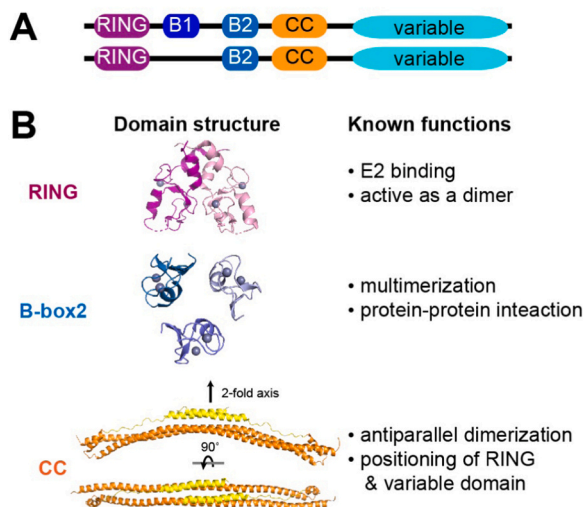 A
RING B1 B2 CC variable
RING B2 CC variable
B
Domain structure Known functions
RING
• E2 binding
• active as a dimer
B-box2
• multimerization
• protein-protein inteaction
2-fold axis
CC
90°
• antiparallel dimerization
• positioning of RING
& variable domain